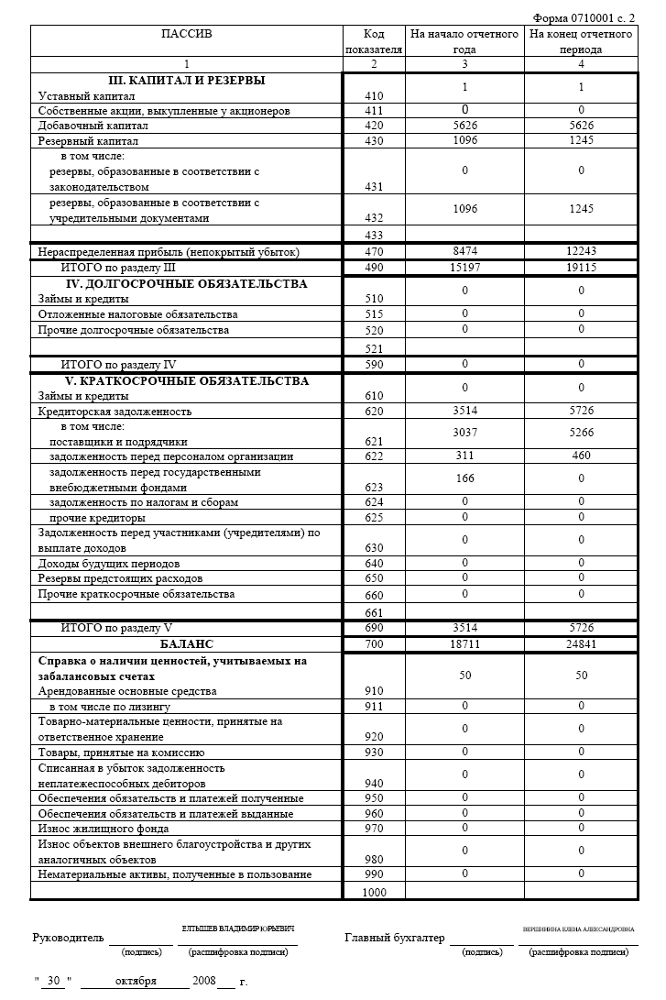 Форма 0710001 с. 2
ПАССИВ Код показателя На начало отчетного года На конец отчетного периода
1 2 3 4
III. КАПИТАЛ И РЕЗЕРВЫ
Уставный капитал 410 1 1
Собственные акции, выкупленные у акционеров 411 0 0
Добавочный капитал 420 5626 5626
Резервный капитал 430 1096 1245
в том числе:
резервы, образованные в соответствии с
законодательством 431 0 0
резервы, образованные в соответствии с
учредительными документами 432 1096 1245
433
Нераспределенная прибыль (непокрытый убыток) 470 8474 12243
ИТОГО по разделу III 490 15197 19115
IV. ДОЛГОСРОЧНЫЕ ОБЯЗАТЕЛЬСТВА
Займы и кредиты 510 0 0
Отложенные налоговые обязательства 515 0 0
Прочие долгосрочные обязательства 520 0 0
521
ИТОГО по разделу IV 590 0 0
V. КРАТКОСРОЧНЫЕ ОБЯЗАТЕЛЬСТВА
Займы и кредиты 610 0 0
Кредиторская задолженность 620 3514 5726
в том числе:
поставщики и подрядчики 621 3037 5266
задолженность перед персоналом организации 622 311 460
задолженность перед государственными
внебюджетными фондами 623 166 0
задолженность по налогам и сборам 624 0 0
прочие кредиторы 625 0 0
Задолженность перед участниками (учредителями) по
выплате доходов 630 0 0
Доходы будущих периодов 640 0 0
Резервы предстоящих расходов 650 0 0
Прочие краткосрочные обязательства 660 0 0
661
ИТОГО по разделу V 690 3514 5726
БАЛАНС 700 18711 24841
Справка о наличии ценностей, учитываемых на
забалансовых счетах
Арендованные основные средства 910 50 50
в том числе по лизингу 911 0 0
Товарно-материальные ценности, принятые на
ответственное хранение 920 0 0
Товары, принятые на комиссию 930 0 0
Списанная в убыток задолженность
неплатежеспособных дебиторов 940 0 0
Обеспечения обязательств и платежей полученные 950 0 0
Обеспечения обязательств и платежей выданные 960 0 0
Износ жилищного фонда 970 0 0
Износ объектов внешнего благоустройства и других
аналогичных объектов 980 0 0
Нематериальные активы, полученные в пользование 990 0 0
1000
ЕЛТЫШЕВ ВЛАДИМИР ЮРЬЕВИЧ ВЕРШИНИНА ЕЛЕНА АЛЕКСАНДРОВНА
Руководитель Главный бухгалтер
(подпись) (расшифровка подписи) (подпись) (расшифровка подписи)
" 30 " октября 2008 г.